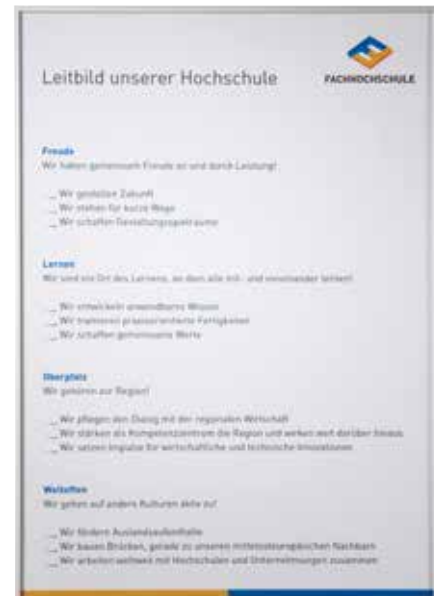 Leitbild unserer Hochschule
FACHHOCHSCHULE
Freude
Wir haben gemeinsam Freude an und durch Leistung!
_ Wir gestalten Zukunft
_ Wir stehen für kurze Wege
_ Wir schaffen Gestaltungsspielräume
Lernen
Wir sind ein Ort des Lernens, an dem alle mit- und voneinander lernen!
_ Wir entwickeln anwendbares Wissen
_ Wir trainieren praxisorientierte Fertigkeiten
_ Wir schaffen gemeinsame Werte
Oberpfalz
Wir gehören zur Region!
_ Wir pflegen den Dialog mit der regionalen Wirtschaft
_ Wir stärken als Kompetenzzentrum die Region und wirken weit darüber hinaus
_ Wir setzen Impulse für wirtschaftliche und technische Innovationen
Weltoffen
Wir gehen auf andere Kulturen aktiv zu!
_ Wir fördern Auslandsaufenthalte
_ Wir bauen Brücken, gerade zu unseren mittelosteuropäischen Nachbarn
_ Wir arbeiten weltweit mit Hochschulen und Unternehmungen zusammen